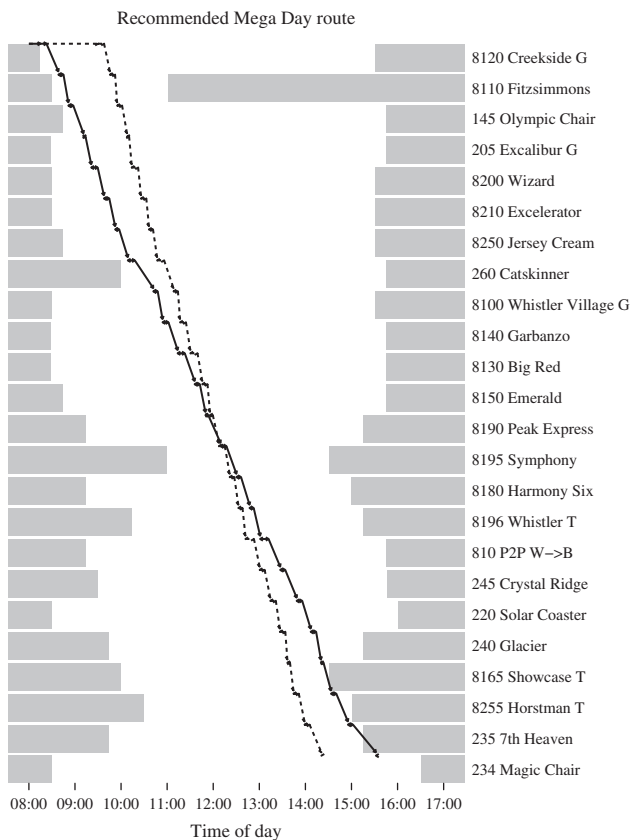 Recommended Mega Day route
8120 Creekside G
8110 Fitzsimmons
145 Olympic Chair
205 Excalibur G
8200 Wizard
8210 Excelerator
8250 Jersey Cream
260 Catskinner
8100 Whistler Village G
8140 Garbanzo
8130 Big Red
8150 Emerald
8190 Peak Express
8195 Symphony
8180 Harmony Six
8196 Whistler T
810 P2P W−>B
245 Crystal Ridge
220 Solar Coaster
240 Glacier
8165 Showcase T
8255 Horstman T
235 7th Heaven
234 Magic Chair
08:00 09:00 10:00 11:00 12:00 13:00 14:00 15:00 16:00 17:00
Time of day